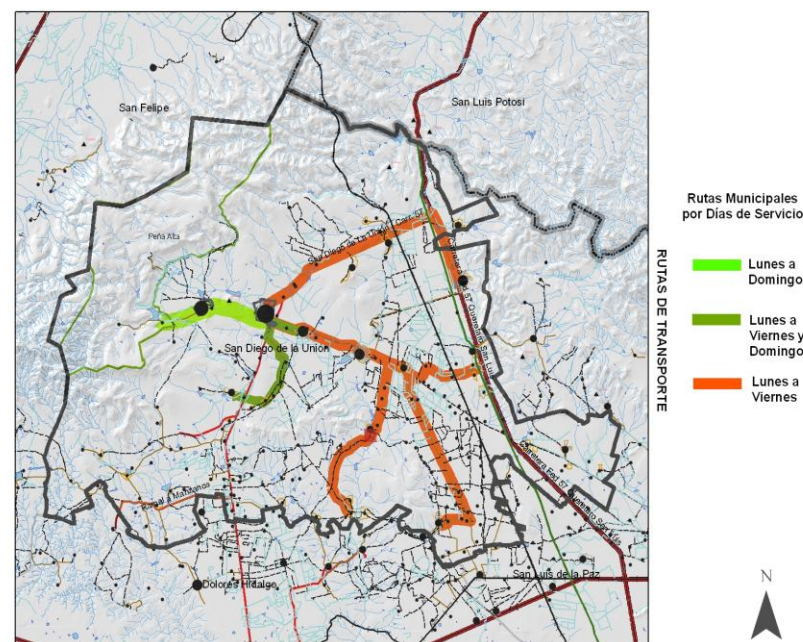 San Felipe
San Luis Potosí
Peña Alta
San Diego de la Unión
Dolores Hidalgo
San Luis de la Paz
RUTAS DE TRANSPORTE
Rutas Municipales
por Días de Servicio
Lunes a
Domingo
Lunes a
Viernes y
Domingo
Lunes a
Viernes
N